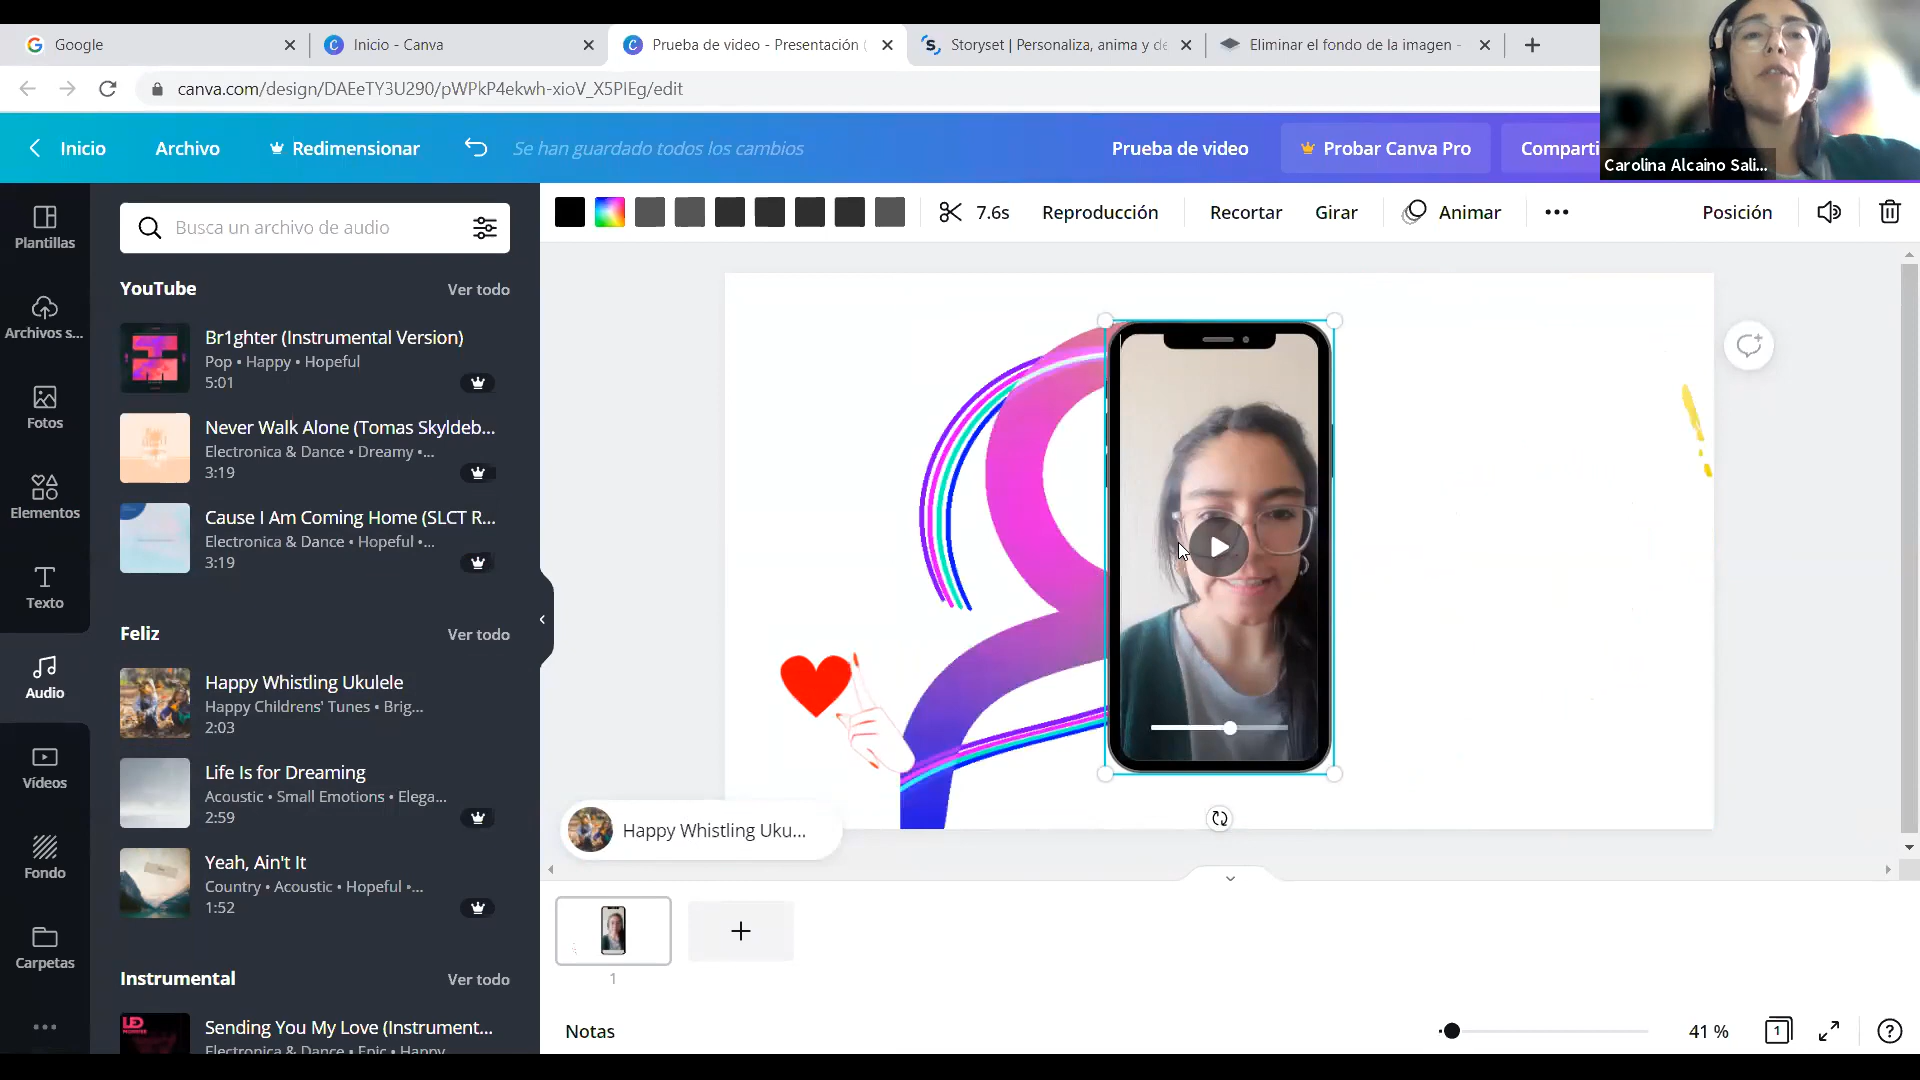 Google
Inicio - Canva
Prueba de video - Presentación (
Storyset | Personaliza, anima y de
Eliminar el fondo de la imagen -
canva.com/design/DAEeTY3U290/pWPkP4ekwh-xioV_X5PlEg/edit
Inicio
Archivo
Redimensionar
Se han guardado todos los cambios
Prueba de video
Probar Canva Pro
Comparti
Carolina Alcaino Sali...
Plantillas
Archivos s...
Fotos
Elementos
Texto
Audio
Vídeos
Fondo
Carpetas
Busca un archivo de audio
YouTube
Ver todo
Br1ghter (Instrumental Version)
Pop • Happy • Hopeful
5:01
Never Walk Alone (Tomas Skyldeb...
Electronica & Dance • Dreamy •...
3:19
Cause I Am Coming Home (SLCT R...
Electronica & Dance • Hopeful •...
3:19
Feliz
Ver todo
Happy Whistling Ukulele
Happy Childrens' Tunes • Brig...
2:03
Life Is for Dreaming
Acoustic • Small Emotions • Elega...
2:59
Yeah, Ain't It
Country • Acoustic • Hopeful •...
1:52
Instrumental
Ver todo
Sending You My Love (Instrument...
Electronica & Dance • Epic • Happy
7.6s
Reproducción
Recortar
Girar
Animar
Posición
Happy Whistling Uku...
1
Notas
41 %
1